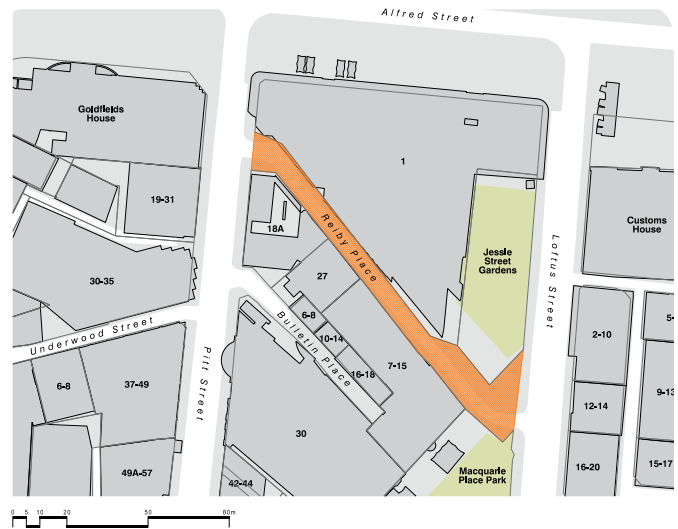 Alfred Street
Goldfields
House
1
19-31
18A
Reiby Place
Customs
House
Jessie
Street
Gardens
Loftus Street
30-35
27
6-8
Bulletin Place
10-14
16-18
7-15
2-10
5-
Underwood Street
Pitt Street
6-8
37-49
12-14
9-13
30
16-20
15-17
49A-57
42-44
Macquarie
Place Park
0 5 10 20 50 80m